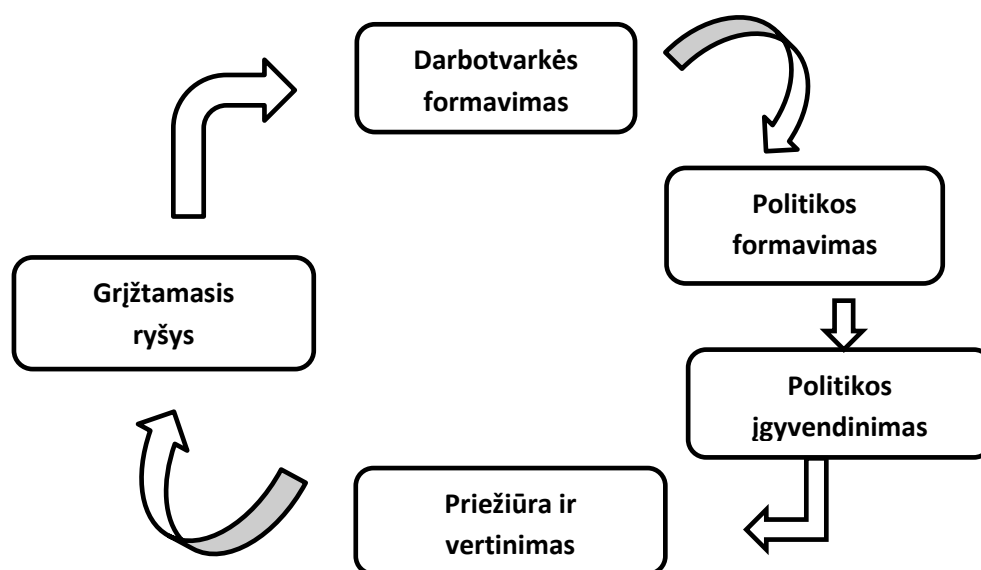 Darbotvarkės
formavimas
Politikos
formavimas
Politikos
įgyvendinimas
Priežiūra ir
vertinimas
Grįžtamasis
ryšys